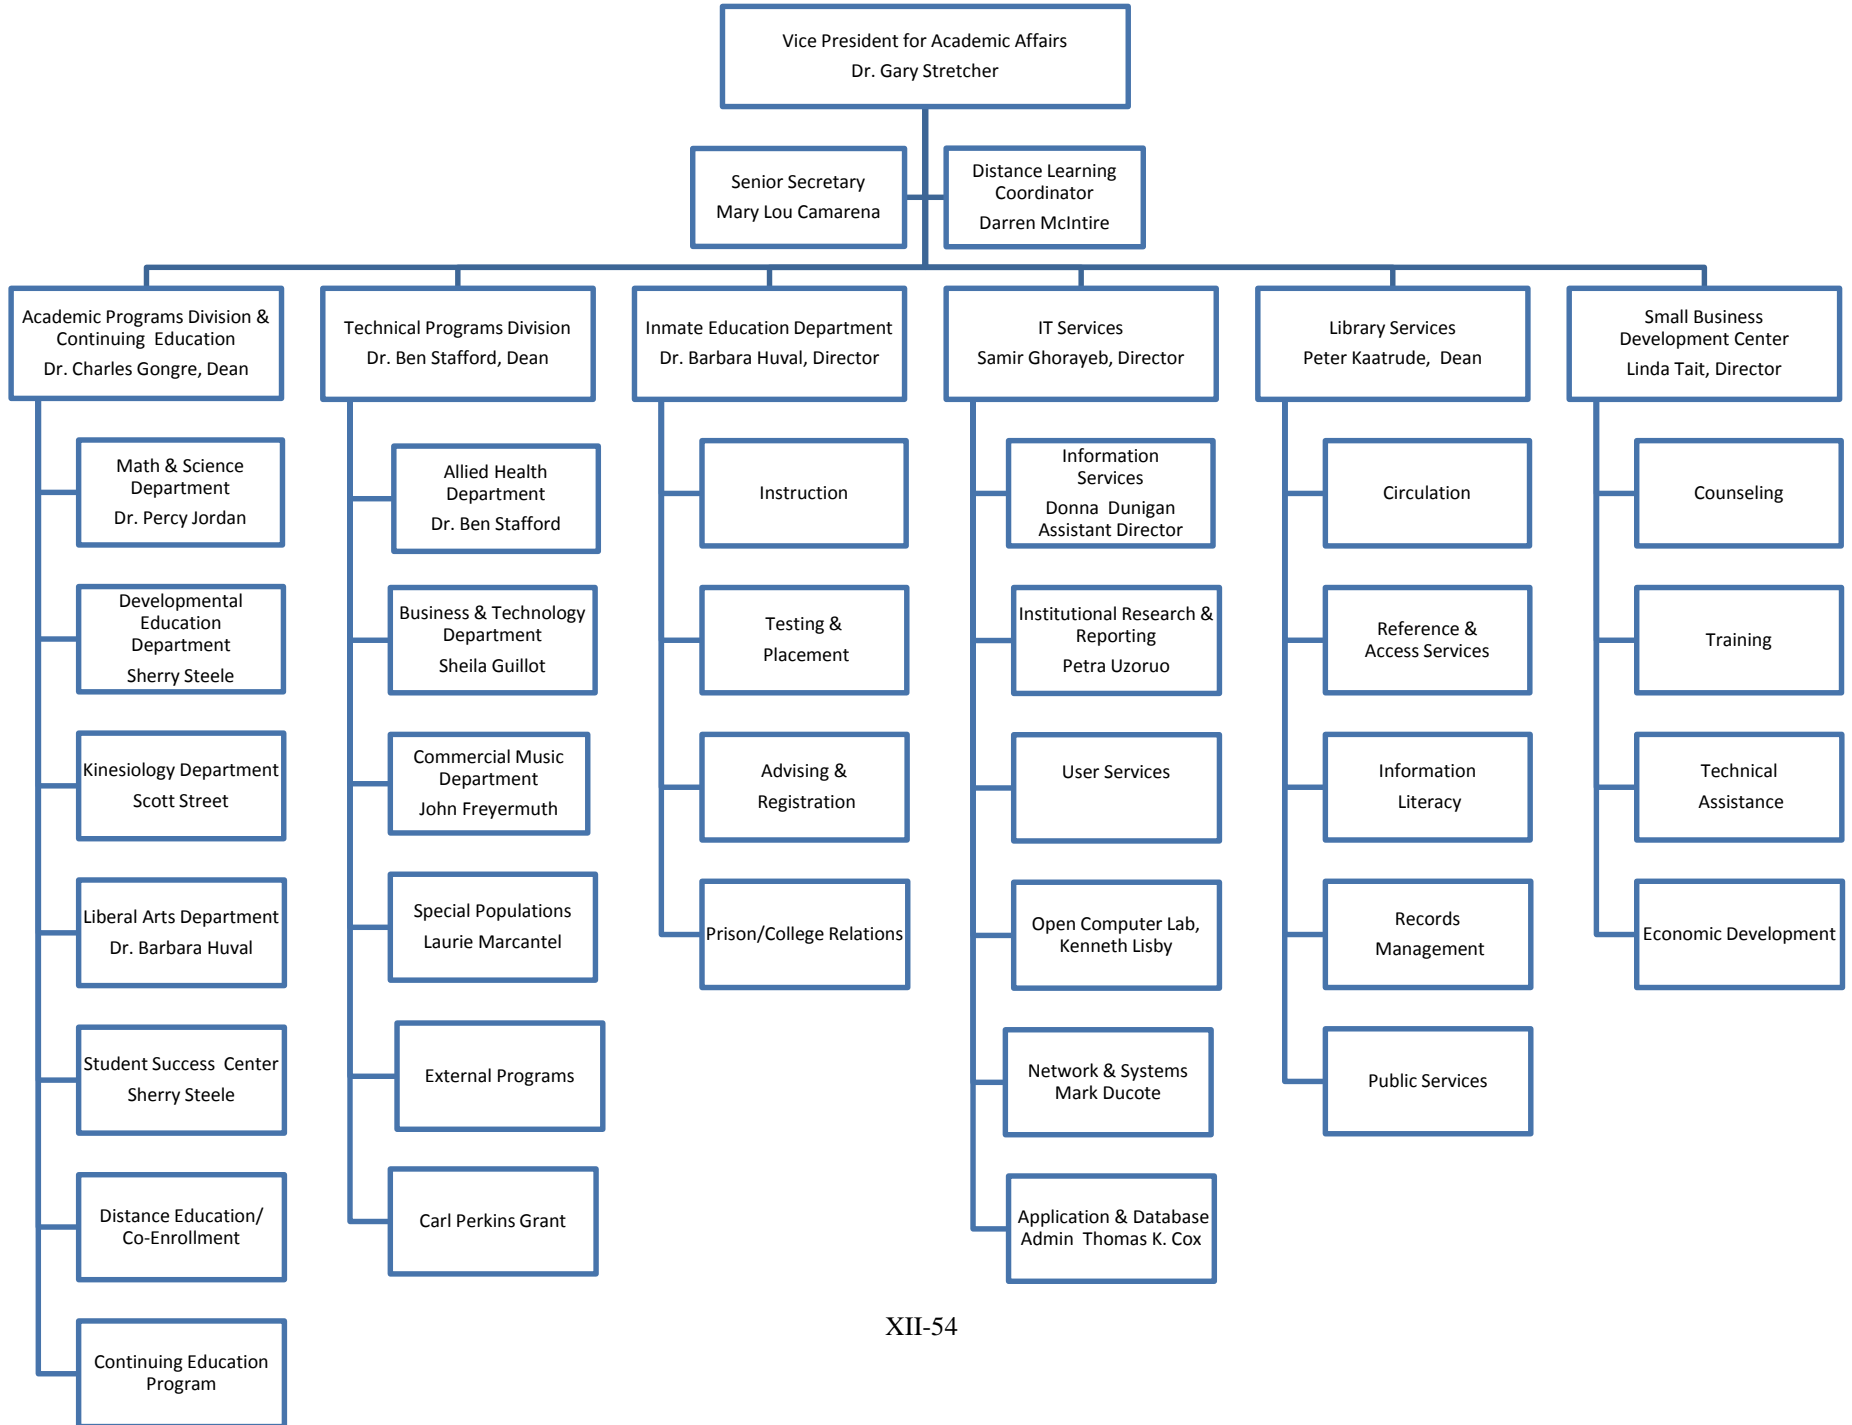 Vice President for Academic Affairs
Dr. Gary Stretcher
Senior Secretary
Mary Lou Camarena
Distance Learning
Coordinator
Darren McIntire
Academic Programs Division &
Continuing Education
Dr. Charles Gongre, Dean
Technical Programs Division
Dr. Ben Stafford, Dean
Inmate Education Department
Dr. Barbara Huval, Director
IT Services
Samir Ghorayeb, Director
Library Services
Peter Kaatrude, Dean
Small Business
Development Center
Linda Tait, Director
Math & Science
Department
Dr. Percy Jordan
Developmental
Education
Department
Sherry Steele
Kinesiology Department
Scott Street
Liberal Arts Department
Dr. Barbara Huval
Student Success Center
Sherry Steele
Distance Education/
Co-Enrollment
Continuing Education
Program
Allied Health
Department
Dr. Ben Stafford
Business & Technology
Department
Sheila Guillot
Commercial Music
Department
John Freyermuth
Special Populations
Laurie Marcantel
External Programs
Carl Perkins Grant
Instruction
Testing &
Placement
Advising &
Registration
Prison/College Relations
Information
Services
Donna Dunigan
Assistant Director
Institutional Research &
Reporting
Petra Uzoruo
User Services
Open Computer Lab,
Kenneth Lisby
Network & Systems
Mark Ducote
Application & Database
Admin Thomas K. Cox
Circulation
Reference &
Access Services
Information
Literacy
Records
Management
Public Services
Counseling
Training
Technical
Assistance
Economic Development
XII-54